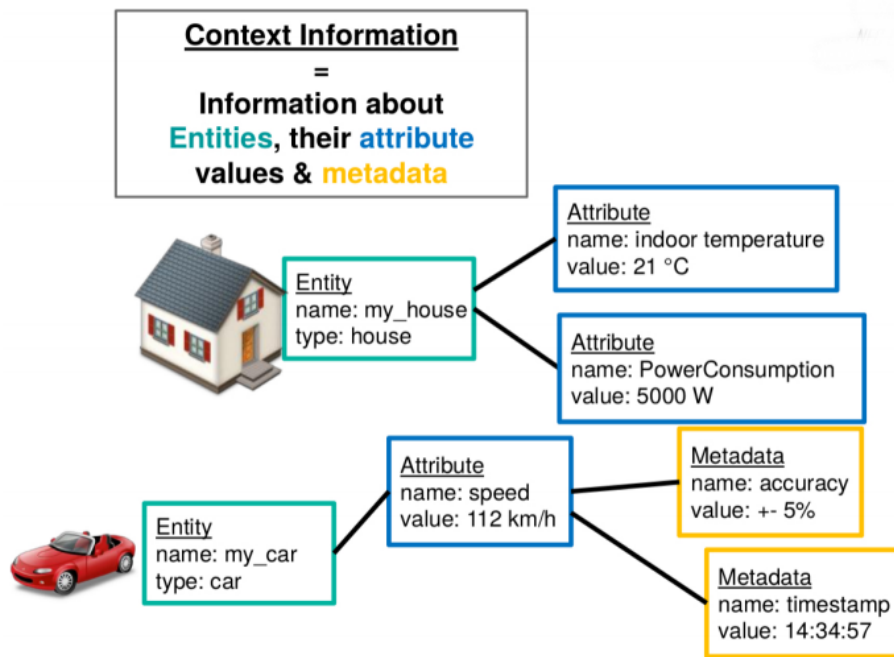 Context Information
=
Information about
Entities, their attribute
values & metadata
Attribute
name: indoor temperature
value: 21 °C
Entity
name: my_house
type: house
Attribute
name: PowerConsumption
value: 5000 W
Attribute
name: speed
value: 112 km/h
Metadata
name: accuracy
value: +- 5%
Entity
name: my_car
type: car
Metadata
name: timestamp
value: 14:34:57